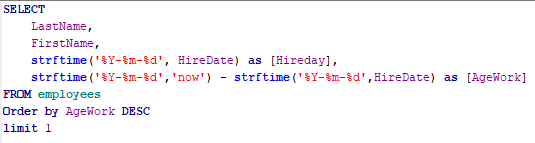 SELECT
LastName,
FirstName,
strftime('%Y-%m-%d', HireDate) as [Hireday],
strftime('%Y-%m-%d','now') - strftime('%Y-%m-%d',HireDate) as [AgeWork]
FROM employees
Order by AgeWork DESC
limit 1